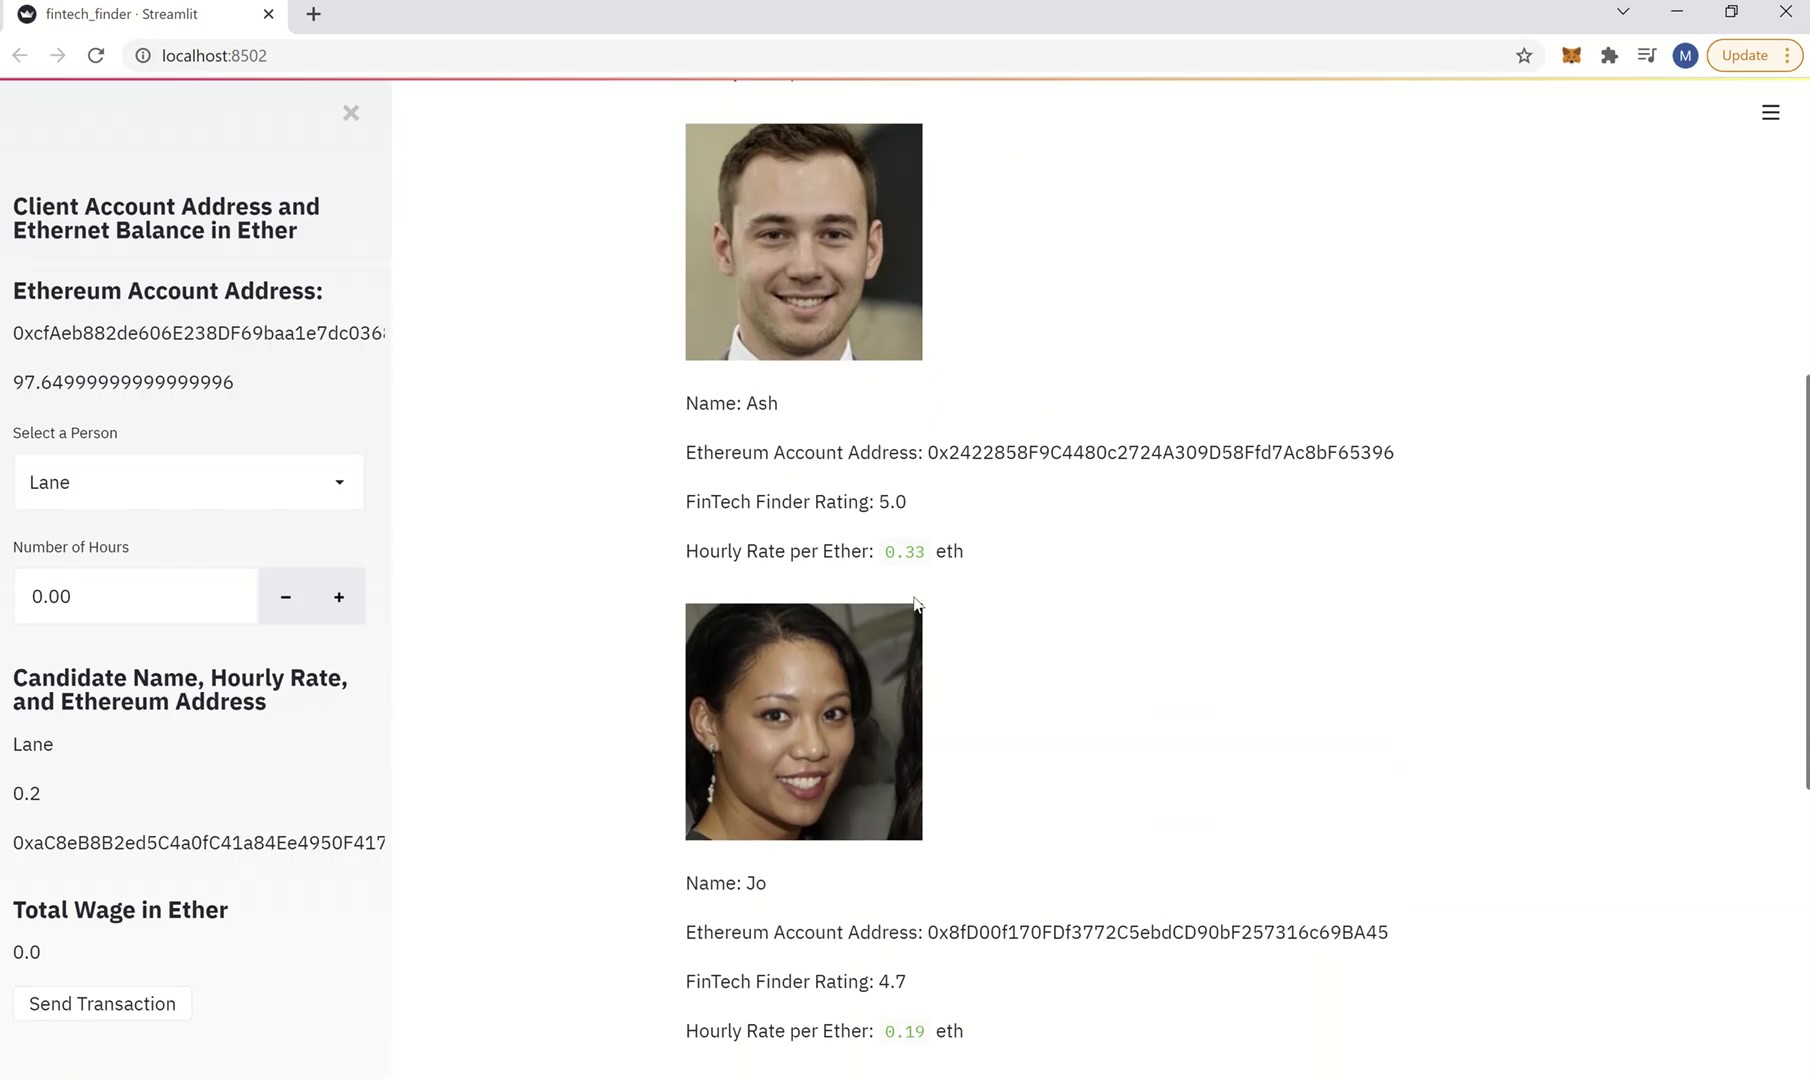 fintech_finder · Streamlit
localhost:8502
M
Update
Client Account Address and
Ethernet Balance in Ether
Ethereum Account Address:
0xcfAeb882de606E238DF69baa1e7dc036
97.64999999999999996
Select a Person
Lane
Number of Hours
0.00
Candidate Name, Hourly Rate,
and Ethereum Address
Lane
0.2
0xaC8eB8B2ed5C4a0fC41a84Ee4950F417
Total Wage in Ether
0.0
Send Transaction
Name: Ash
Ethereum Account Address: 0x2422858F9C4480c2724A309D58Ffd7Ac8bF65396
FinTech Finder Rating: 5.0
Hourly Rate per Ether: 0.33 eth
Name: Jo
Ethereum Account Address: 0x8fD00f170FDf3772C5ebdCD90bF257316c69BA45
FinTech Finder Rating: 4.7
Hourly Rate per Ether: 0.19 eth